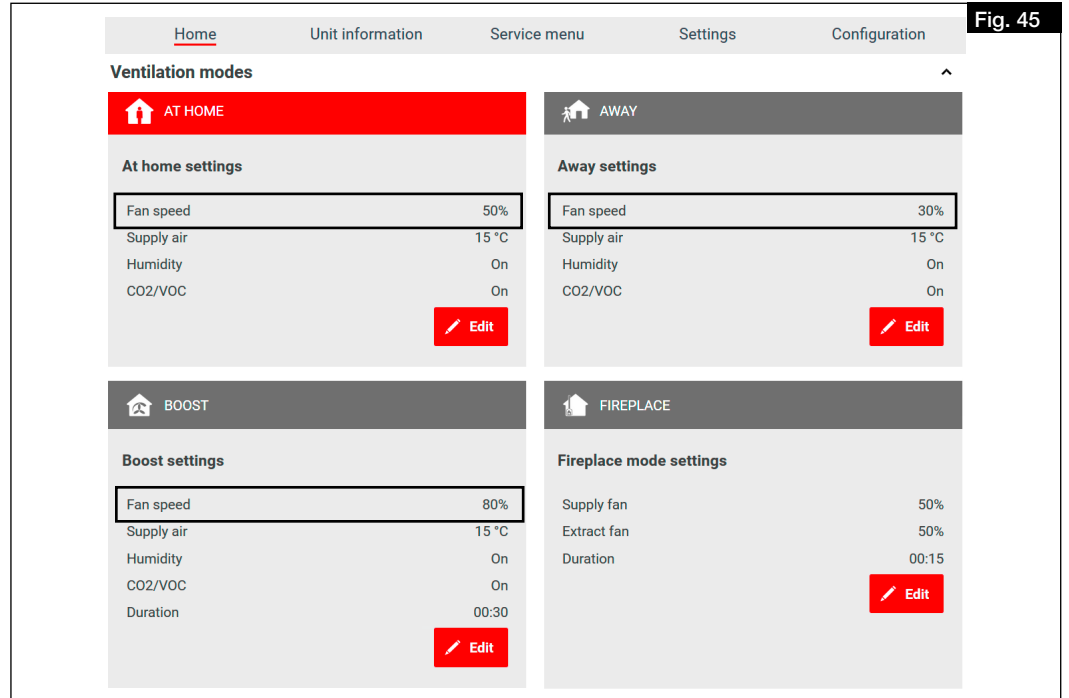 Fig. 45
Home Unit information Service menu Settings Configuration
Ventilation modes
AT HOME
At home settings
Fan speed 50%
Supply air 15 °C
Humidity On
CO2/VOC On
Edit
AWAY
Away settings
Fan speed 30%
Supply air 15 °C
Humidity On
CO2/VOC On
Edit
BOOST
Boost settings
Fan speed 80%
Supply air 15 °C
Humidity On
CO2/VOC On
Duration 00:30
Edit
FIREPLACE
Fireplace mode settings
Supply fan 50%
Extract fan 50%
Duration 00:15
Edit